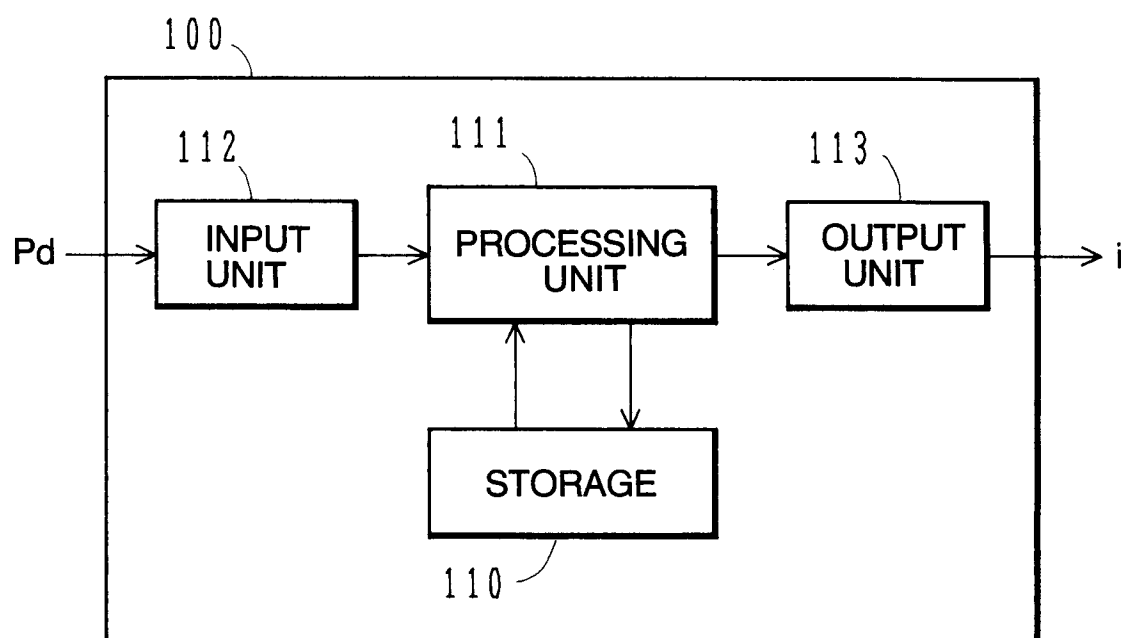 100
112
111
113
Pd
INPUT
UNIT
PROCESSING
UNIT
OUTPUT
UNIT
i
STORAGE
110